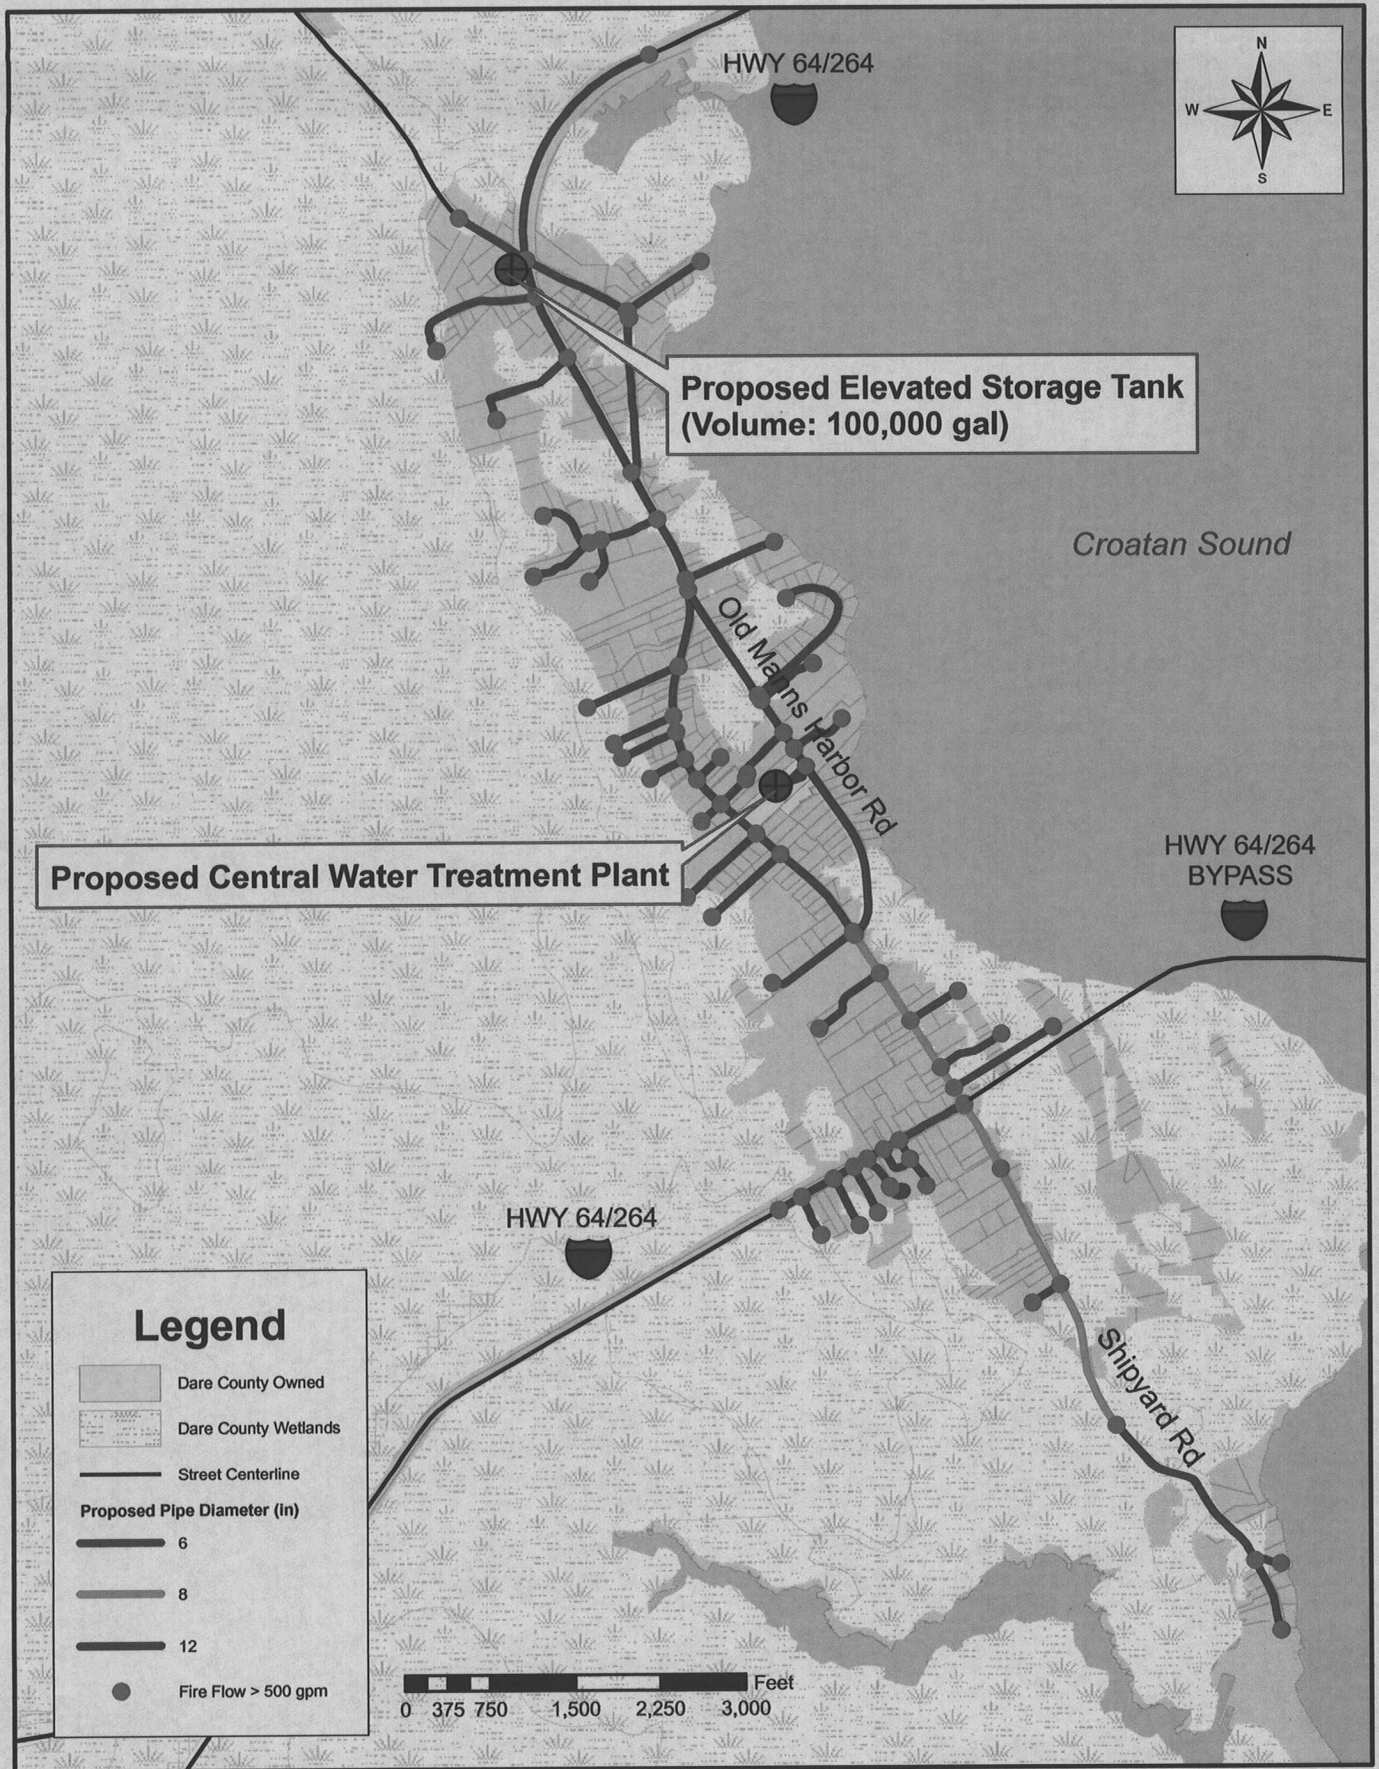 HWY 64/264
N
W
E
S
Proposed Elevated Storage Tank
(Volume: 100,000 gal)
Croatan Sound
Old Manns Harbor Rd
HWY 64/264
BYPASS
Proposed Central Water Treatment Plant
HWY 64/264
Shipyard Rd
Legend
Dare County Owned
Dare County Wetlands
Street Centerline
Proposed Pipe Diameter (in)
6
8
12
Fire Flow > 500 gpm
Feet
0 375 750 1,500 2,250 3,000